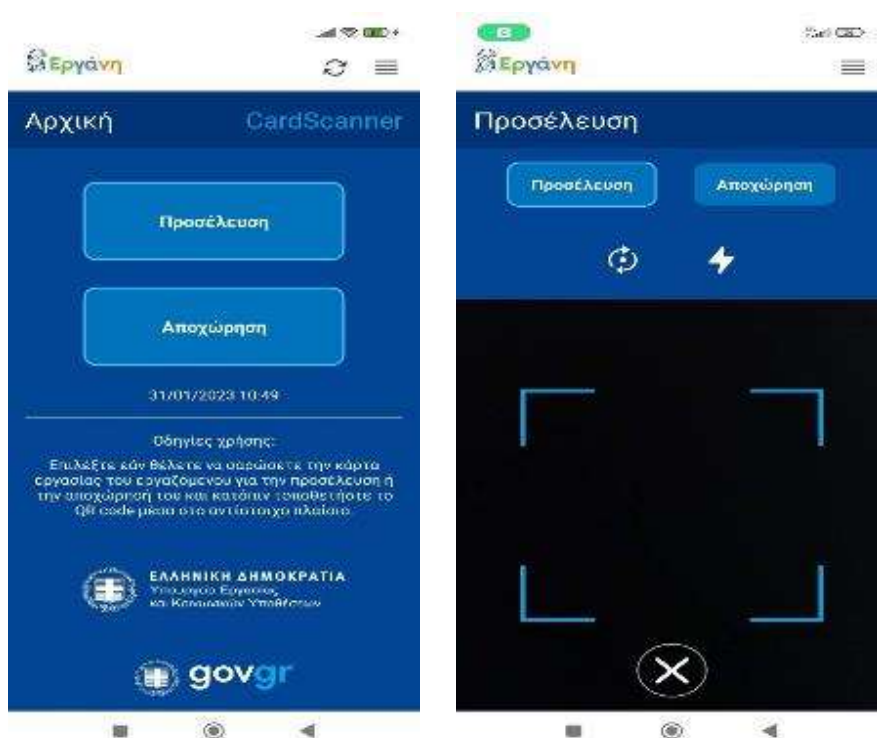 Εργάνη
Αρχική
CardScanner
Προσέλευση
Αποχώρηση
31/01/2023 10:49
Οδηγίες χρήσης:
Επιλέξτε εάν θέλετε να σαρώσετε την κάρτα
εργασίας του εργαζόμενου για την προσέλευση ή
την αποχώρησή του και κατόπιν τοποθετήστε το
QR code μέσα στο αντίστοιχο πλαίσιο.
ΕΛΛΗΝΙΚΗ ΔΗΜΟΚΡΑΤΙΑ
Υπουργείο Εργασίας
και Κοινωνικών Υποθέσεων
govgr
Εργάνη
Προσέλευση
Προσέλευση
Αποχώρηση